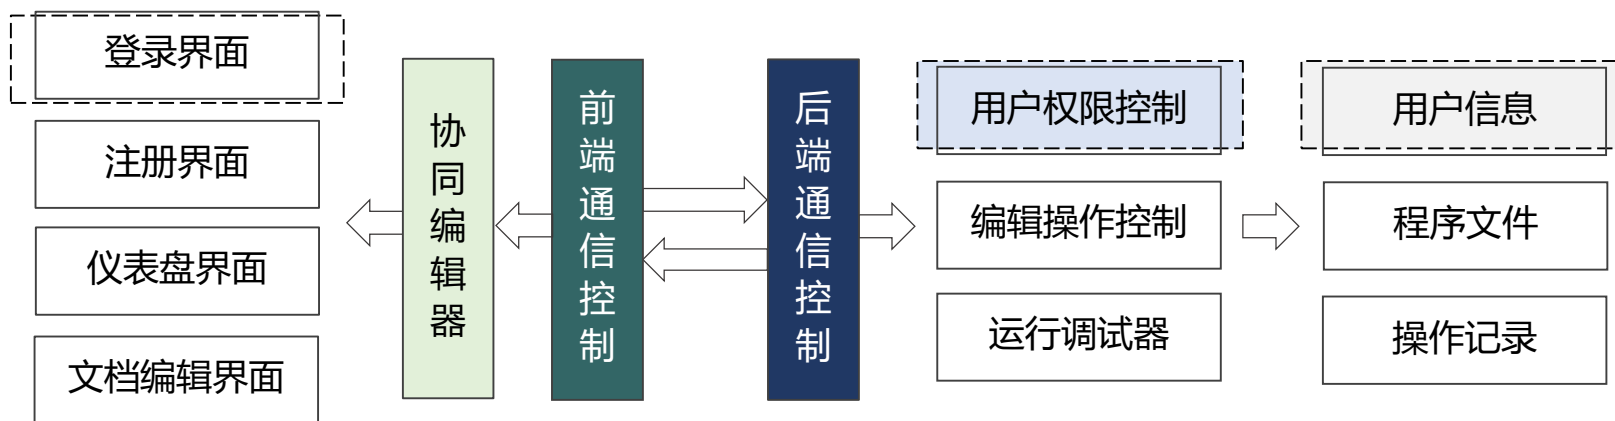 登录界面
注册界面
仪表盘界面
文档编辑界面
协同编辑器
前端通信控制
后端通信控制
用户权限控制
编辑操作控制
运行调试器
用户信息
程序文件
操作记录